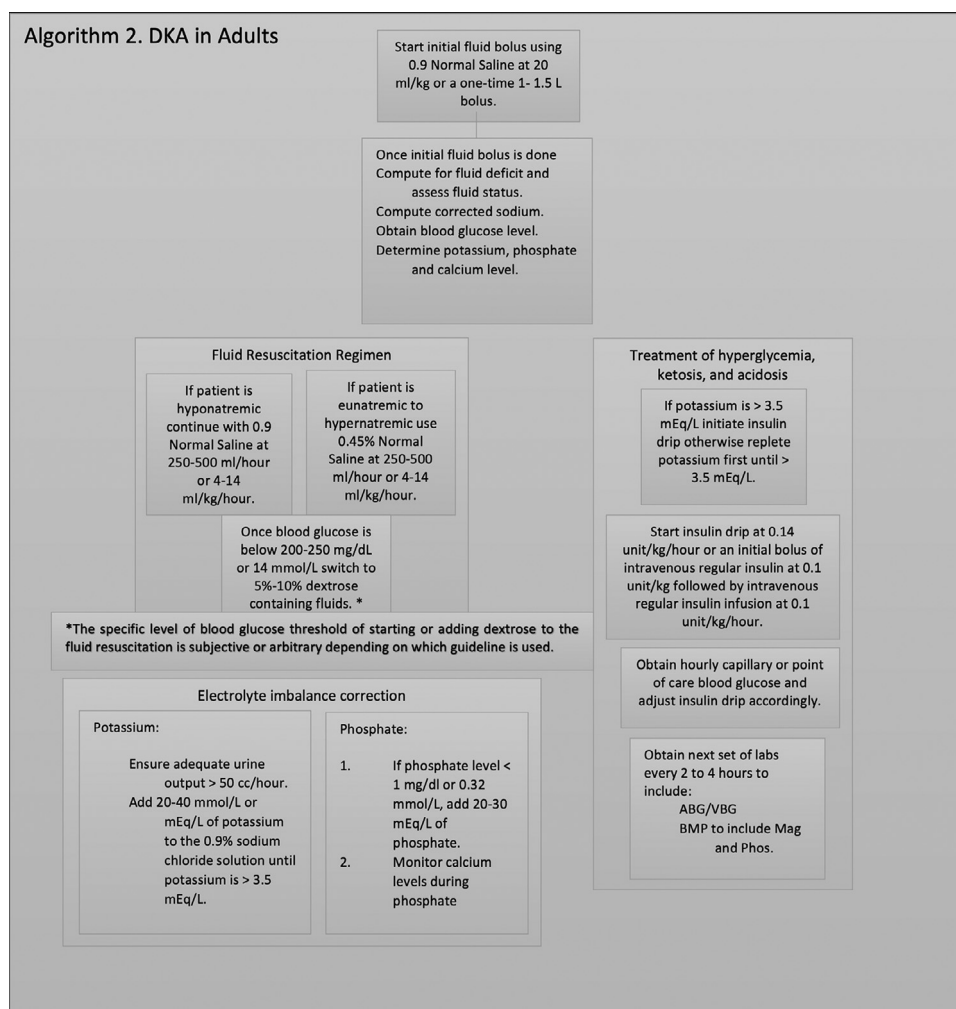 Algorithm 2. DKA in Adults
Start initial fluid bolus using
0.9 Normal Saline at 20
ml/kg or a one-time 1- 1.5 L
bolus.
Once initial fluid bolus is done
Compute for fluid deficit and
assess fluid status.
Compute corrected sodium.
Obtain blood glucose level.
Determine potassium, phosphate
and calcium level.
Fluid Resuscitation Regimen
If patient is
hyponatremic
continue with 0.9
Normal Saline at
250-500 ml/hour
or 4-14
ml/kg/hour.
If patient is
eunatremic to
hypernatremic use
0.45% Normal
Saline at 250-500
ml/hour or 4-14
ml/kg/hour.
Once blood glucose is
below 200-250 mg/dL
or 14 mmol/L switch to
5%-10% dextrose
containing fluids. *
*The specific level of blood glucose threshold of starting or adding dextrose to the
fluid resuscitation is subjective or arbitrary depending on which guideline is used.
Electrolyte imbalance correction
Potassium:
Ensure adequate urine
output > 50 cc/hour.
Add 20-40 mmol/L or
mEq/L of potassium
to the 0.9% sodium
chloride solution until
potassium is > 3.5
mEq/L.
Phosphate:
1. If phosphate level <
1 mg/dl or 0.32
mmol/L, add 20-30
mEq/L of
phosphate.
2. Monitor calcium
levels during
phosphate
Treatment of hyperglycemia,
ketosis, and acidosis
If potassium is > 3.5
mEq/L initiate insulin
drip otherwise replete
potassium first until >
3.5 mEq/L.
Start insulin drip at 0.14
unit/kg/hour or an initial bolus of
intravenous regular insulin at 0.1
unit/kg followed by intravenous
regular insulin infusion at 0.1
unit/kg/hour.
Obtain hourly capillary or point
of care blood glucose and
adjust insulin drip accordingly.
Obtain next set of labs
every 2 to 4 hours to
include:
ABG/VBG
BMP to include Mag
and Phos.